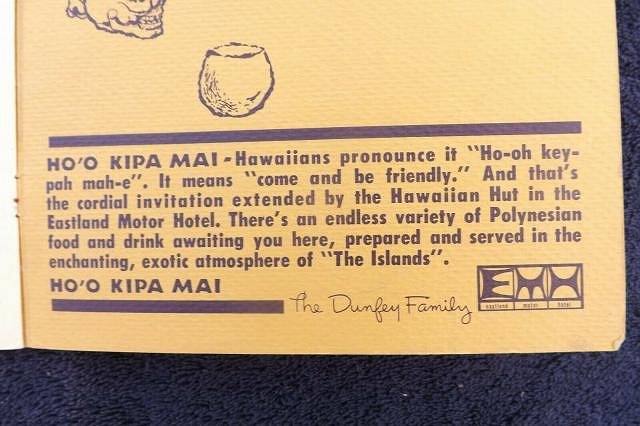 HO'O KIPA MAI - Hawaiians pronounce it "Ho-oh key-
pah mah-e". It means "come and be friendly." And that's
the cordial invitation extended by the Hawaiian Hut in the
Eastland Motor Hotel. There's an endless variety of Polynesian
food and drink awaiting you here, prepared and served in the
enchanting, exotic atmosphere of "The Islands".
HO'O KIPA MAI
The Dunfey Family
EMH
eastland motor hotel